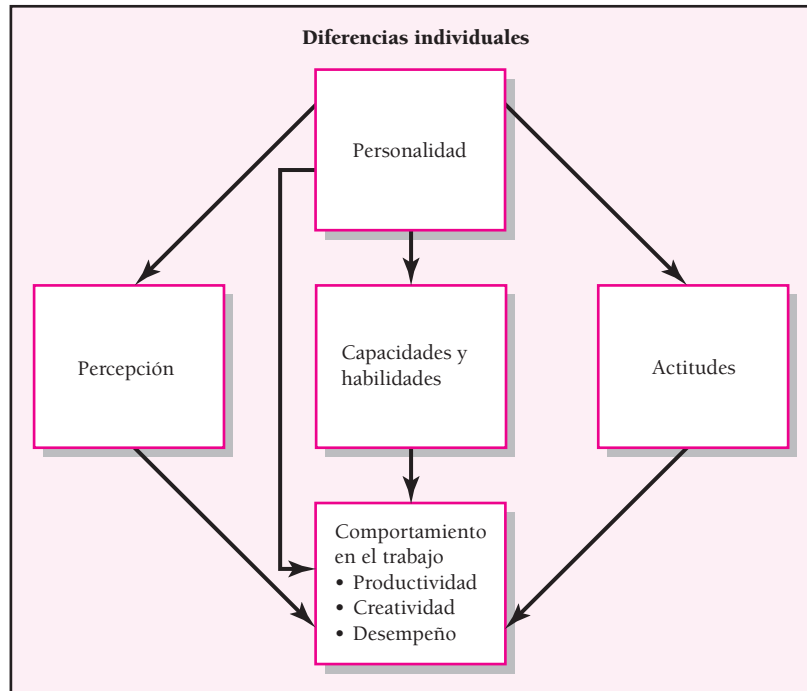 Diferencias individuales
Personalidad
Percepción
Capacidades y
habilidades
Actitudes
Comportamiento
en el trabajo
• Productividad
• Creatividad
• Desempeño